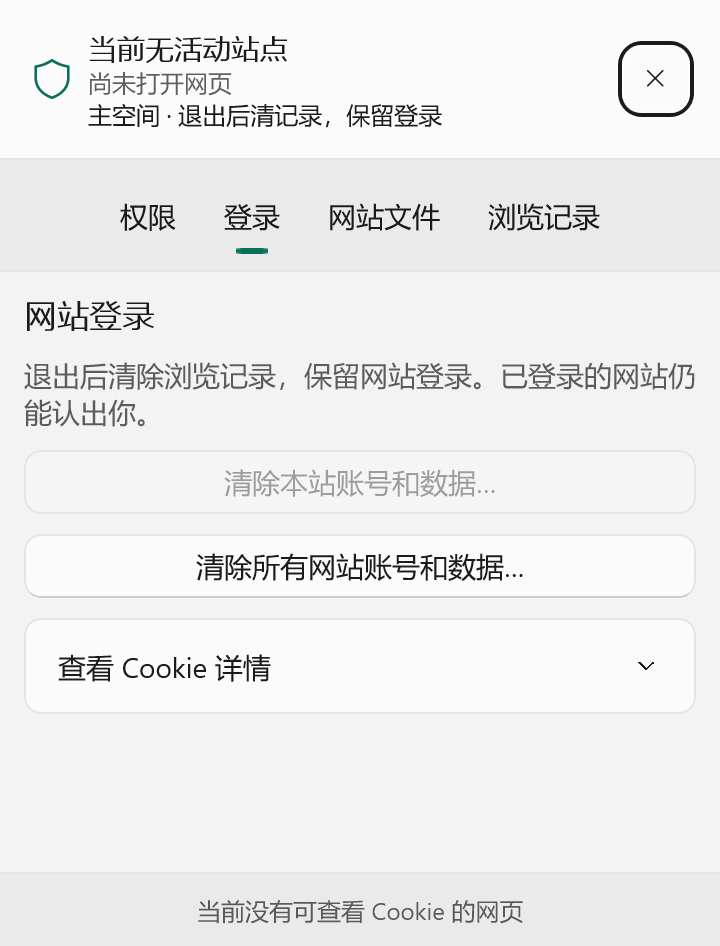 当前无活动站点
尚未打开网页
主空间 · 退出后清记录，保留登录
权限
登录
网站文件
浏览记录
网站登录
退出后清除浏览记录，保留网站登录。已登录的网站仍
能认出你。
清除本站账号和数据...
清除所有网站账号和数据...
查看 Cookie 详情
当前没有可查看 Cookie 的网页